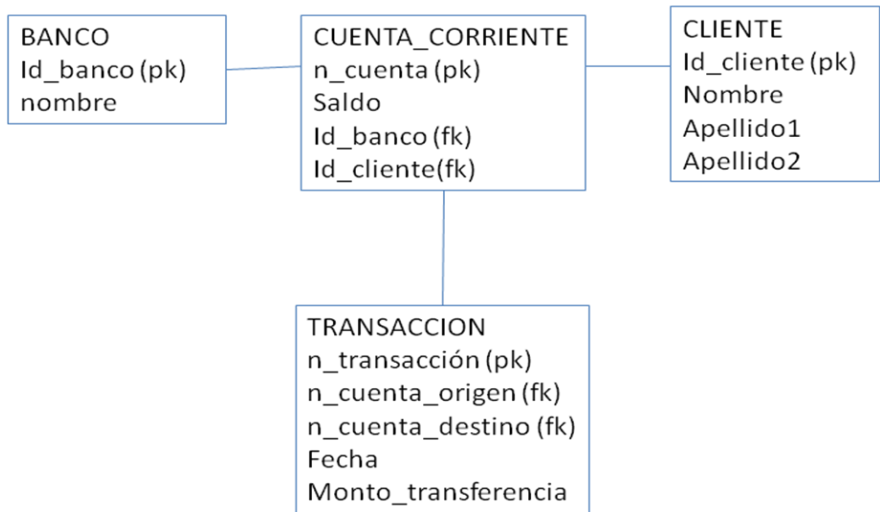 BANCO
Id_banco (pk)
nombre
CUENTA_CORRIENTE
n_cuenta (pk)
Saldo
Id_banco (fk)
Id_cliente(fk)
CLIENTE
Id_cliente (pk)
Nombre
Apellido1
Apellido2
TRANSACCION
n_transacción (pk)
n_cuenta_origen (fk)
n_cuenta_destino (fk)
Fecha
Monto_transferencia